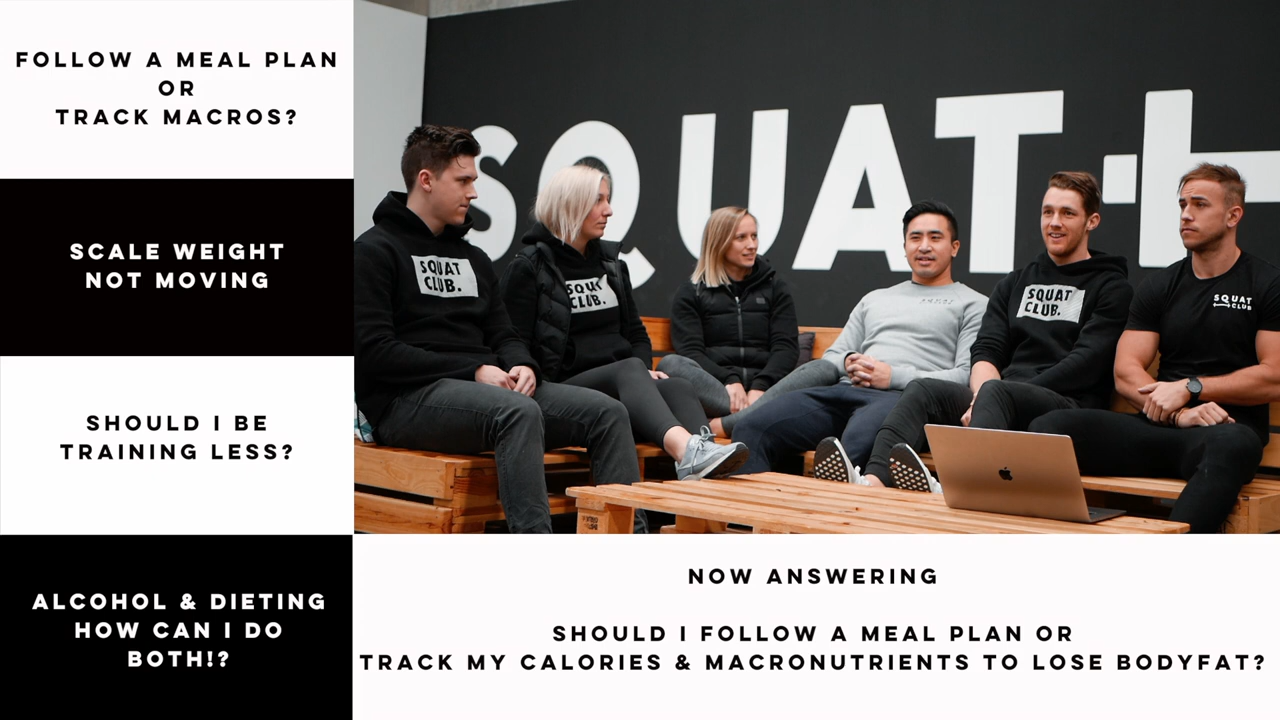 FOLLOW A MEAL PLAN
OR
TRACK MACROS?
SCALE WEIGHT
NOT MOVING
SHOULD I BE
TRAINING LESS?
ALCOHOL & DIETING
HOW CAN I DO
BOTH!?
SQUAT
SQUAT
CLUB.
CLUB.
SQUAT
CLUB.
SQUAT
CLUB
NOW ANSWERING
SHOULD I FOLLOW A MEAL PLAN OR
TRACK MY CALORIES & MACRONUTRIENTS TO LOSE BODYFAT?